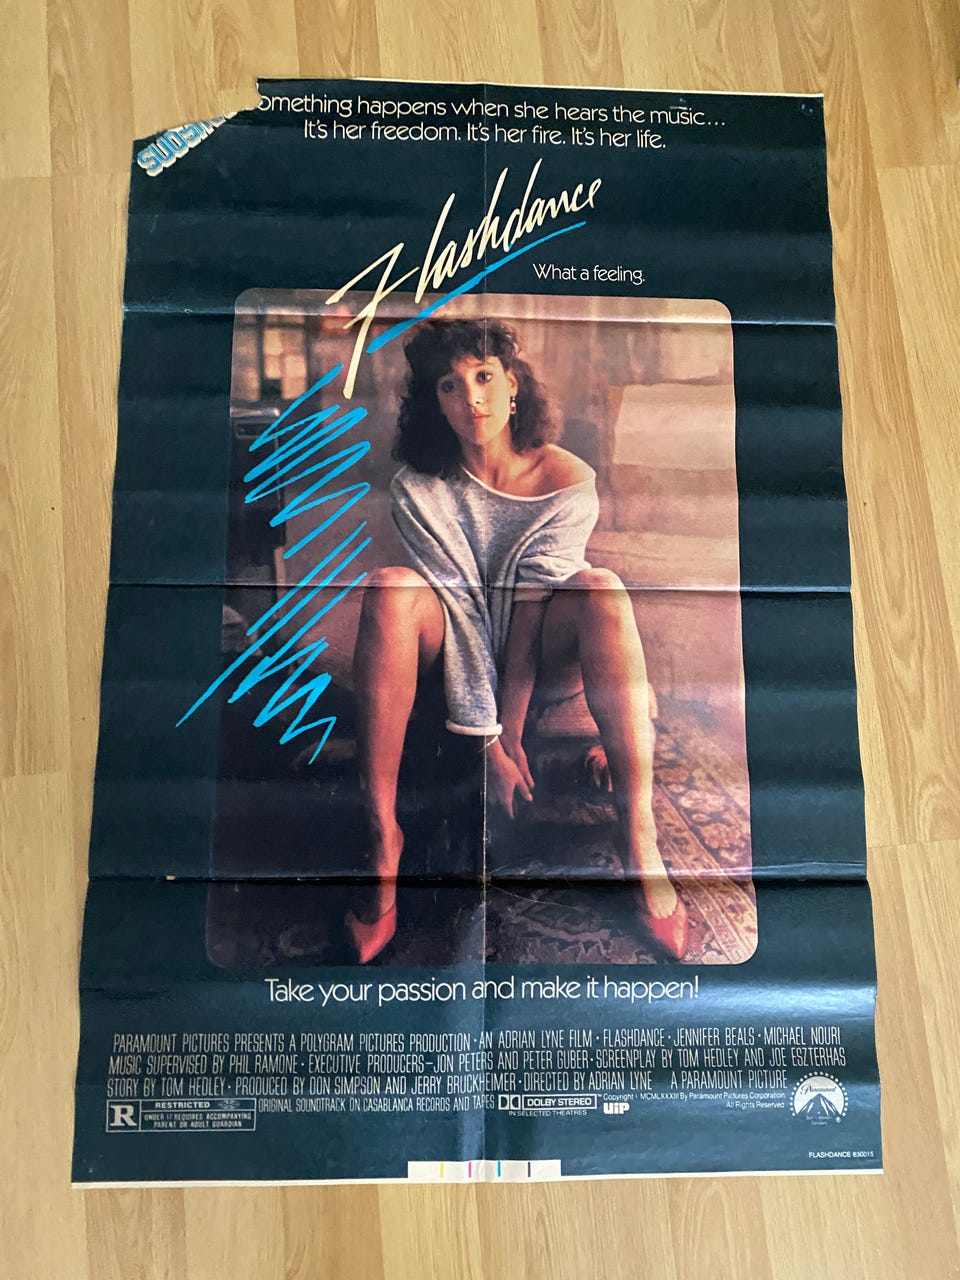 omething happens when she hears the music...
It's her freedom. It's her fire. It's her life.
Flashdance
What a feeling.
Take your passion and make it happen!
PARAMOUNT PICTURES PRESENTS A POLYGRAM PICTURES PRODUCTION · AN ADRIAN LYNE FILM · FLASHDANCE · JENNIFER BEALS · MICHAEL NOURI
MUSIC SUPERVISED BY PHIL RAMONE · EXECUTIVE PRODUCERS—JON PETERS AND PETER GUBER · SCREENPLAY BY TOM HEDLEY AND JOE ESZTERHAS
STORY BY TOM HEDLEY · PRODUCED BY DON SIMPSON AND JERRY BRUCKHEIMER · DIRECTED BY ADRIAN LYNE A PARAMOUNT PICTURE
R RESTRICTED
UNDER 17 REQUIRES ACCOMPANYING
PARENT OR ADULT GUARDIAN
ORIGINAL SOUNDTRACK ON CASABLANCA RECORDS AND TAPES
DOLBY STEREO
IN SELECTED THEATRES
Copyright MCMLXXXIII By Paramount Pictures Corporation.
All Rights Reserved
UIP
Paramount
FLASHDANCE 830015